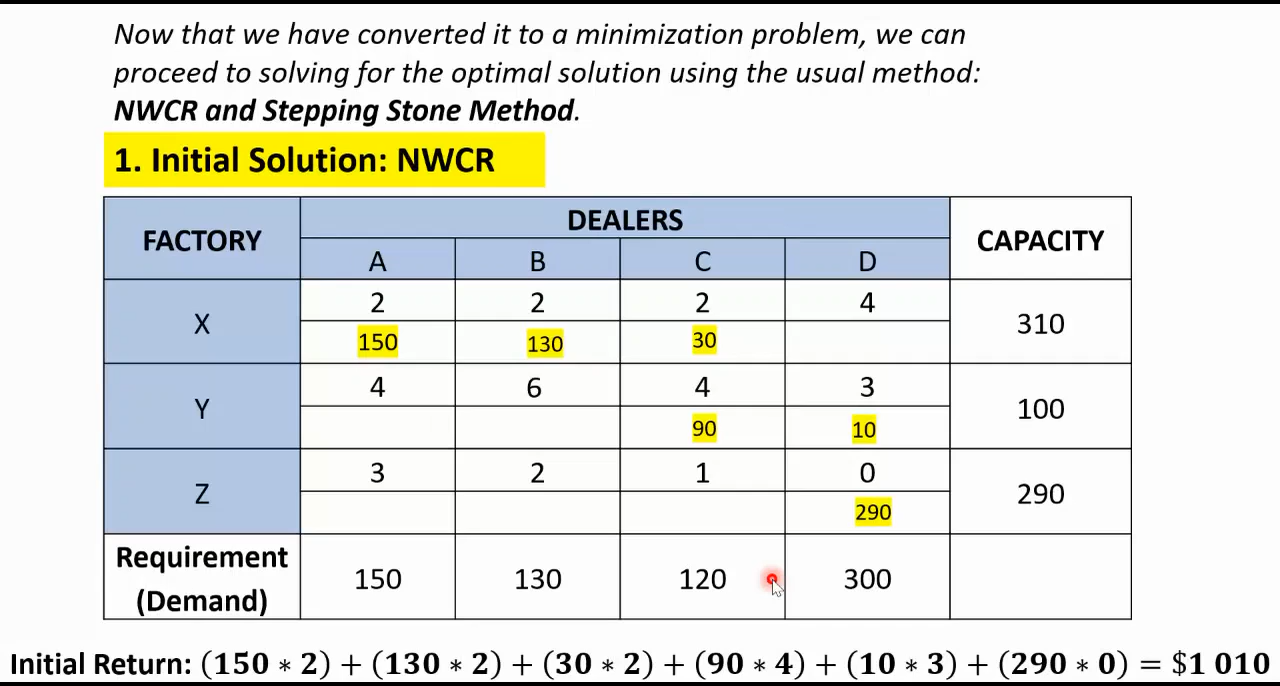 Now that we have converted it to a minimization problem, we can
proceed to solving for the optimal solution using the usual method:
NWCR and Stepping Stone Method.
1. Initial Solution: NWCR
FACTORY DEALERS CAPACITY
A B C D
X 2 2 2 4 310
150 130 30
Y 4 6 4 3 100
90 10
Z 3 2 1 0 290
290
Requirement
(Demand) 150 130 120 300
Initial Return: (150 * 2) + (130 * 2) + (30 * 2) + (90 * 4) + (10 * 3) + (290 * 0) = $1 010